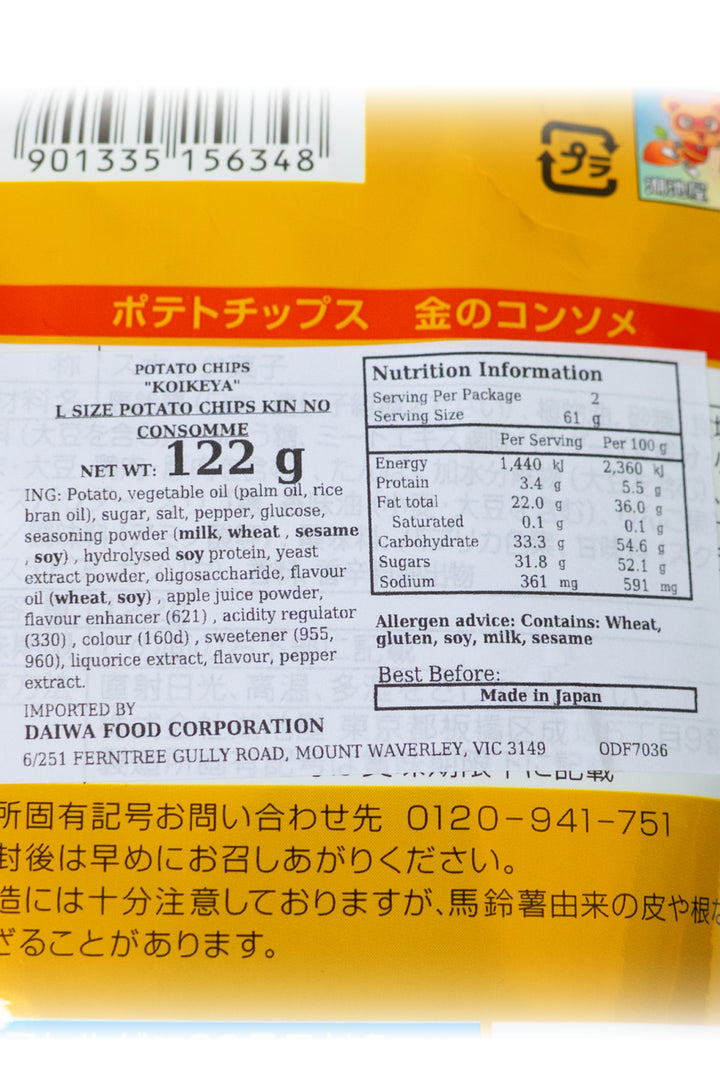 901335 156348
プラ
湖池屋
ポテトチップス 金のコンソメ
POTATO CHIPS
"KOIKEYA"
L SIZE POTATO CHIPS KIN NO
CONSOMME
NET WT: 122 g
ING: Potato, vegetable oil (palm oil, rice
bran oil), sugar, salt, pepper, glucose,
seasoning powder (milk, wheat , sesame
, soy) , hydrolysed soy protein, yeast
extract powder, oligosaccharide, flavour
oil (wheat, soy) , apple juice powder,
flavour enhancer (621) , acidity regulator
(330) , colour (160d) , sweetener (955,
960), liquorice extract, flavour, pepper
extract.
IMPORTED BY
DAIWA FOOD CORPORATION
6/251 FERNTREE GULLY ROAD, MOUNT WAVERLEY, VIC 3149 ODF7036
Nutrition Information
Serving Per Package 2
Serving Size 61 g
Per Serving Per 100 g
Energy 1,440 kJ 2,360 kJ
Protein 3.4 g 5.5 g
Fat total 22.0 g 36.0 g
Saturated 0.1 g 0.1 g
Carbohydrate 33.3 g 54.6 g
Sugars 31.8 g 52.1 g
Sodium 361 mg 591 mg
Allergen advice: Contains: Wheat,
gluten, soy, milk, sesame
Best Before:
Made in Japan
所固有記号お問い合わせ先 0120-941-751
封後は早めにお召しあがりください。
造には十分注意しておりますが、馬鈴薯由来の皮や根
ざることがあります。